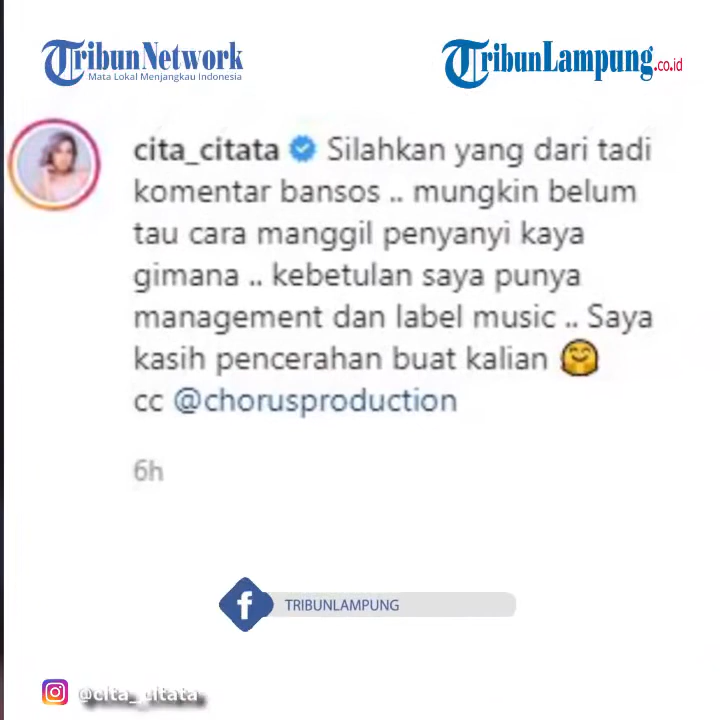 TribunNetwork
Mata Lokal Menjangkau Indonesia
TribunLampung.co.id
cita_citata Silahkan yang dari tadi
komentar bansos .. mungkin belum
tau cara manggil penyanyi kaya
gimana .. kebetulan saya punya
management dan label music .. Saya
kasih pencerahan buat kalian 🤗
cc @chorusproduction
6h
f TRIBUNLAMPUNG
@cita_citata